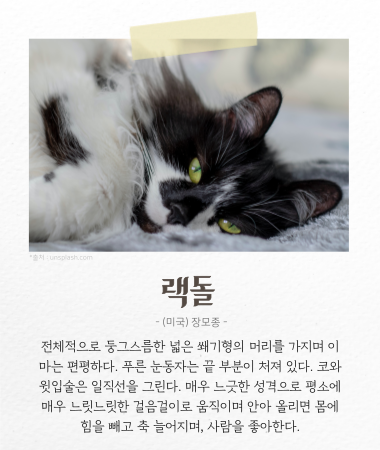 *출처 : unsplash.com
랙돌
- (미국) 장모종 -
전체적으로 둥그스름한 넓은 쐐기형의 머리를 가지며 이
마는 편평하다. 푸른 눈동자는 끝 부분이 처져 있다. 코와
윗입술은 일직선을 그린다. 매우 느긋한 성격으로 평소에
매우 느릿느릿한 걸음걸이로 움직이며 안아 올리면 몸에
힘을 빼고 축 늘어지며, 사람을 좋아한다.